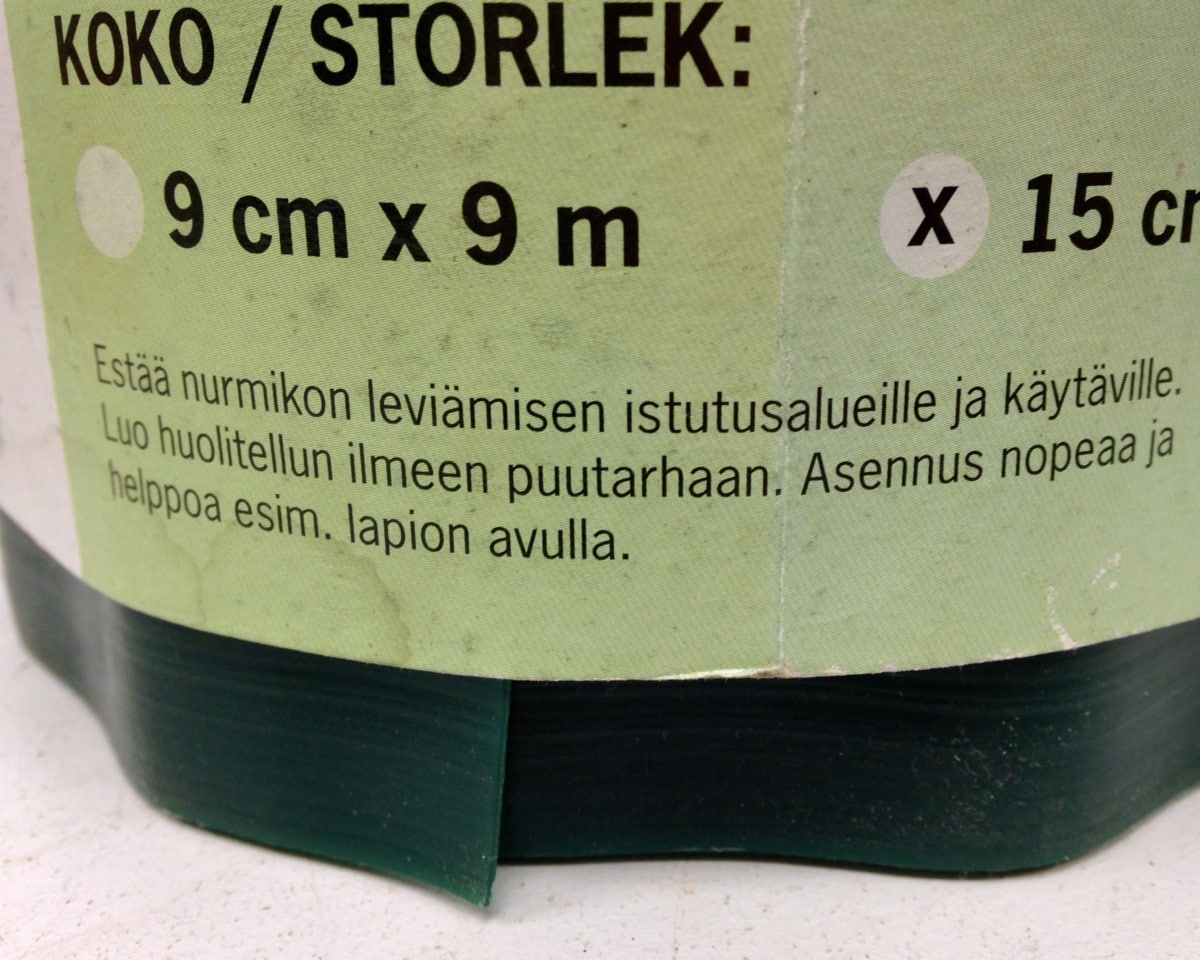 KOKO / STORLEK:
9 cm x 9 m x 15
Estää nurmikon leviämisen istutusalueille ja käytäville.
Luo huolitellun ilmeen puutarhaan. Asennus nopeaa ja
helppoa esim. lapion avulla.